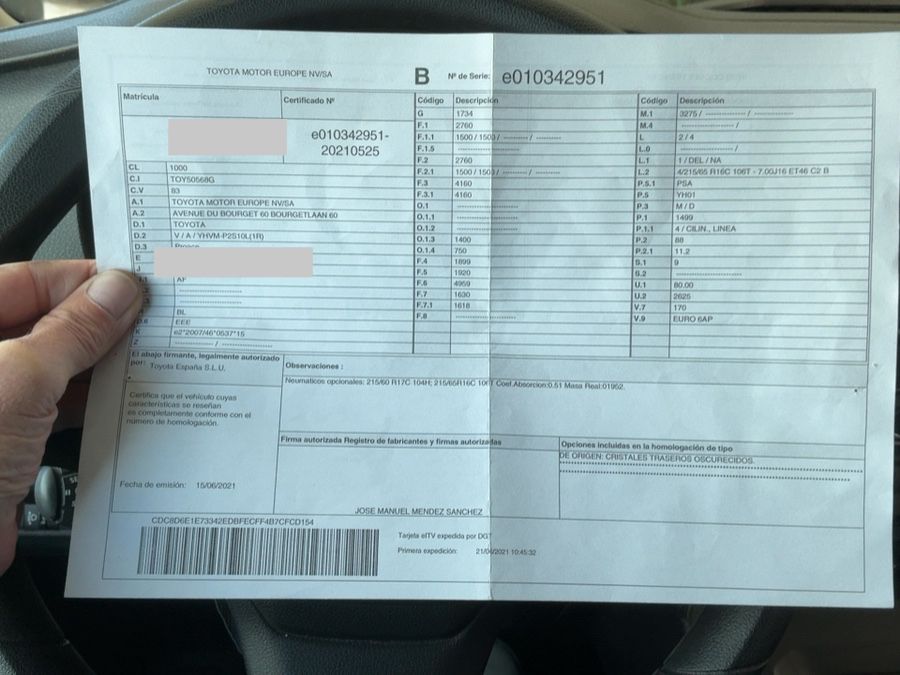 TOYOTA MOTOR EUROPE NV/SA
B
Nº de Serie: e010342951
Matrícula
Certificado Nº
e010342951-
20210525
CL 1000
C.I TOY50568G
C.V 83
A.1 TOYOTA MOTOR EUROPE NV/SA
A.2 AVENUE DU BOURGET 60 BOURGETLAAN 60
D.1 TOYOTA
D.2 V / A / YHVM-P2S10L(1R)
D.3
E
J
AF
BL
EEE
K e2*2007/46*0537*15
Z ---------------- / ----------------
Código Descripción
G 1734
F.1 2760
F.1.1 1500 / 1500 / --------- / ---------
F.1.5 ----------------------
F.2 2760
F.2.1 1500 / 1500 / --------- / ---------
F.3 4160
F.3.1 4160
O.1 ----------------------
O.1.1 ----------------------
O.1.2 ----------------------
O.1.3 1400
O.1.4 750
F.4 1899
F.5 1920
F.6 4959
F.7 1630
F.7.1 1618
F.8 ----------------------
Código Descripción
M.1 3275 / --------------- / ---------------
M.4 ------------------- /
L 2 / 4
L.0 ------------------- /
L.1 1 / DEL / NA
L.2 4/215/65 R16C 106T - 7.00J16 ET46 C2 B
P.5.1 PSA
P.5 YH01
P.3 M / D
P.1 1499
P.1.1 4 / CILIN., LINEA
P.2 88
P.2.1 11.2
S.1 9
S.2 ----------------------
U.1 80.00
U.2 2625
V.7 170
V.9 EURO 6AP
El abajo firmante, legalmente autorizado
por: Toyota España S.L.U.
Certifica que el vehículo cuyas
características se reseñan
es completamente conforme con el
número de homologación.
Fecha de emisión: 15/06/2021
Observaciones :
Neumaticos opcionales: 215/60 R17C 104H; 215/65R16C 106T Coef.Absorcion:0.51 Masa Real:01952.
Firma autorizada Registro de fabricantes y firmas autorizadas
JOSE MANUEL MENDEZ SANCHEZ
Opciones incluidas en la homologación de tipo
DE ORIGEN: CRISTALES TRASEROS OSCURECIDOS
CDC8D6E1E73342EDBFECFF4B7CFCD154
Tarjeta eITV expedida por DGT
Primera expedición: 21/04/2021 10:45:32